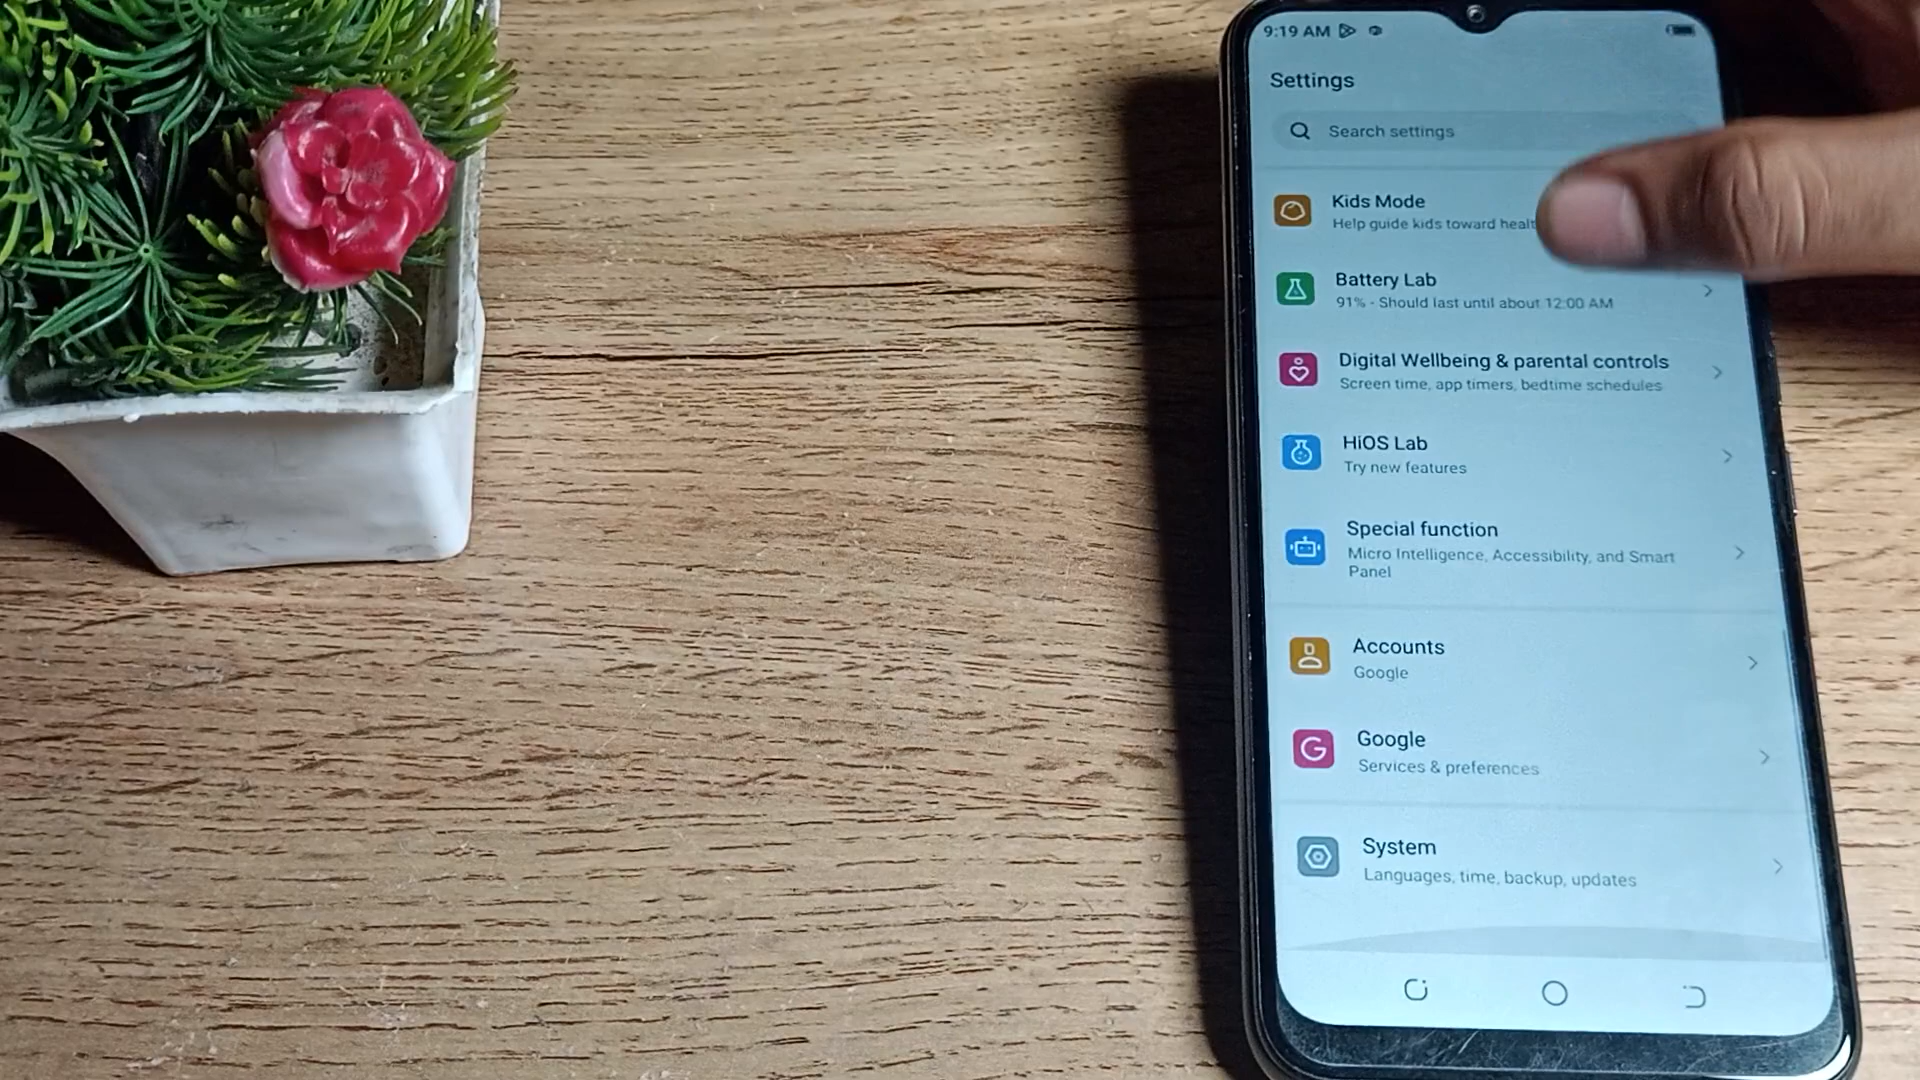 9:19 AM
Settings
Search settings
Kids Mode
Help guide kids toward
Battery Lab
91% - Should last until about 12:00 AM
Digital Wellbeing & parental controls
Screen time, app timers, bedtime schedules
HiOS Lab
Try new features
Special function
Micro Intelligence, Accessibility, and Smart
Panel
Accounts
Google
Google
Services & preferences
System
Languages, time, backup, updates